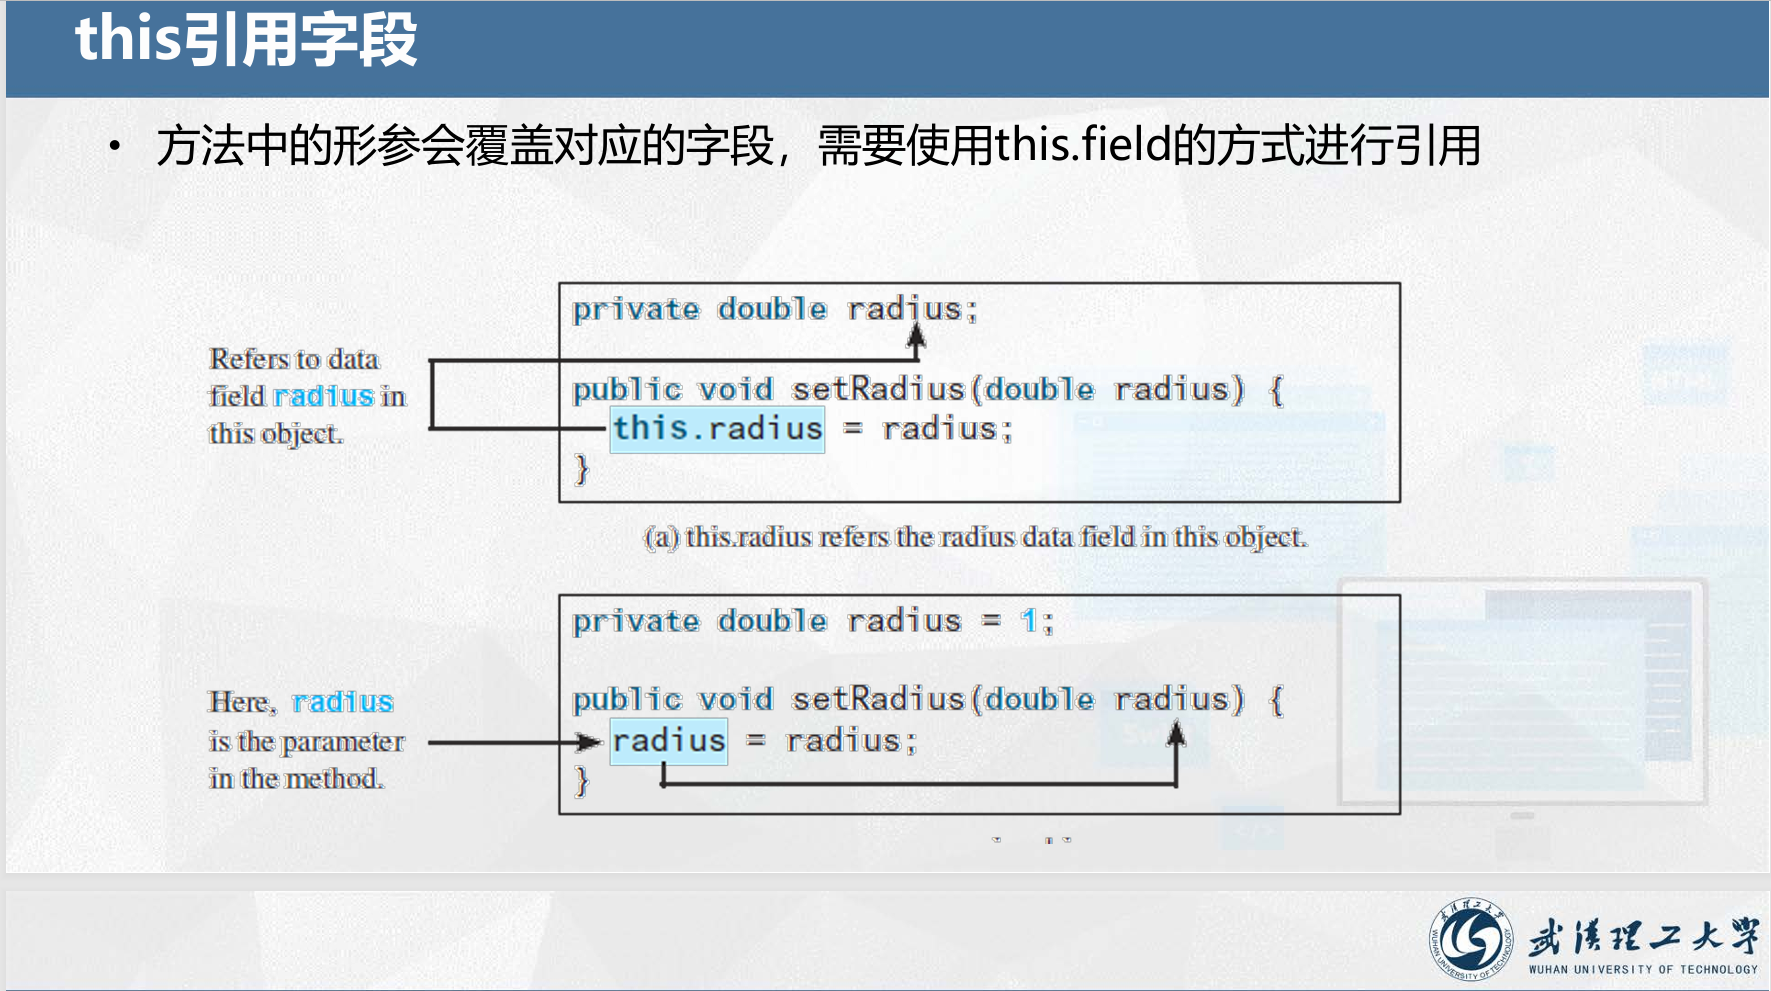 this引用字段
• 方法中的形参会覆盖对应的字段，需要使用this.field的方式进行引用
private double radius;
Refers to data
field radius in
this object.
public void setRadius(double radius) {
this.radius = radius;
}
(a) this.radius refers the radius data field in this object.
private double radius = 1;
Here, radius
is the parameter
in the method.
public void setRadius(double radius) {
radius = radius;
}
武汉理工大学
WUHAN UNIVERSITY OF TECHNOLOGY